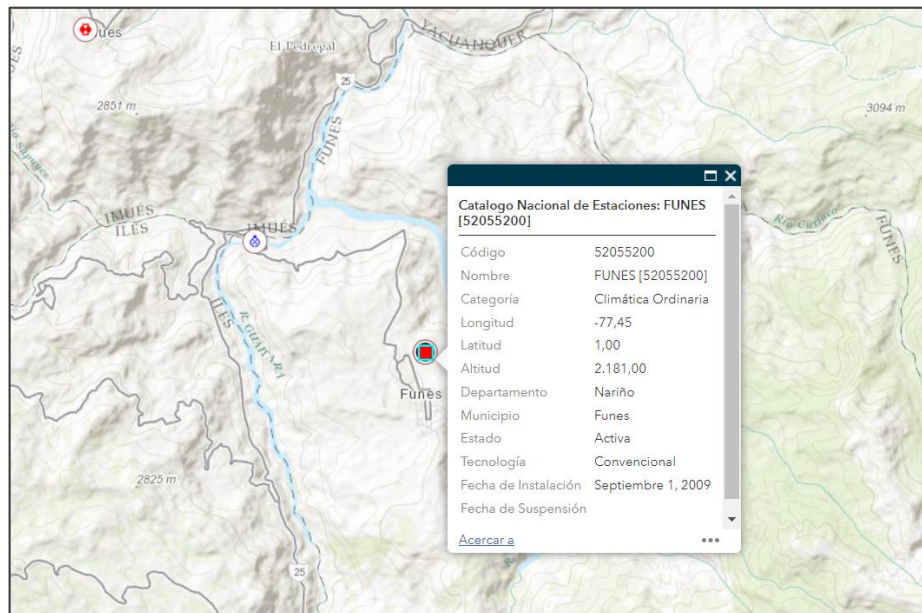 ues
El Pedregal
YACUANQUER
25
2851 m
3094 m
FUNES
Río Sapuyes
IMUÉS
ILES
IMUÉS
Catalogo Nacional de Estaciones: FUNES
[52055200]
Código 52055200
Nombre FUNES [52055200]
Categoría Climática Ordinaria
Longitud -77,45
Latitud 1,00
Altitud 2.181,00
Departamento Nariño
Municipio Funes
Estado Activa
Tecnología Convencional
Fecha de Instalación Septiembre 1, 2009
Fecha de Suspensión
Acercar a
FUNES
ILES
R. GUAITARA
Funes
2825 m
25